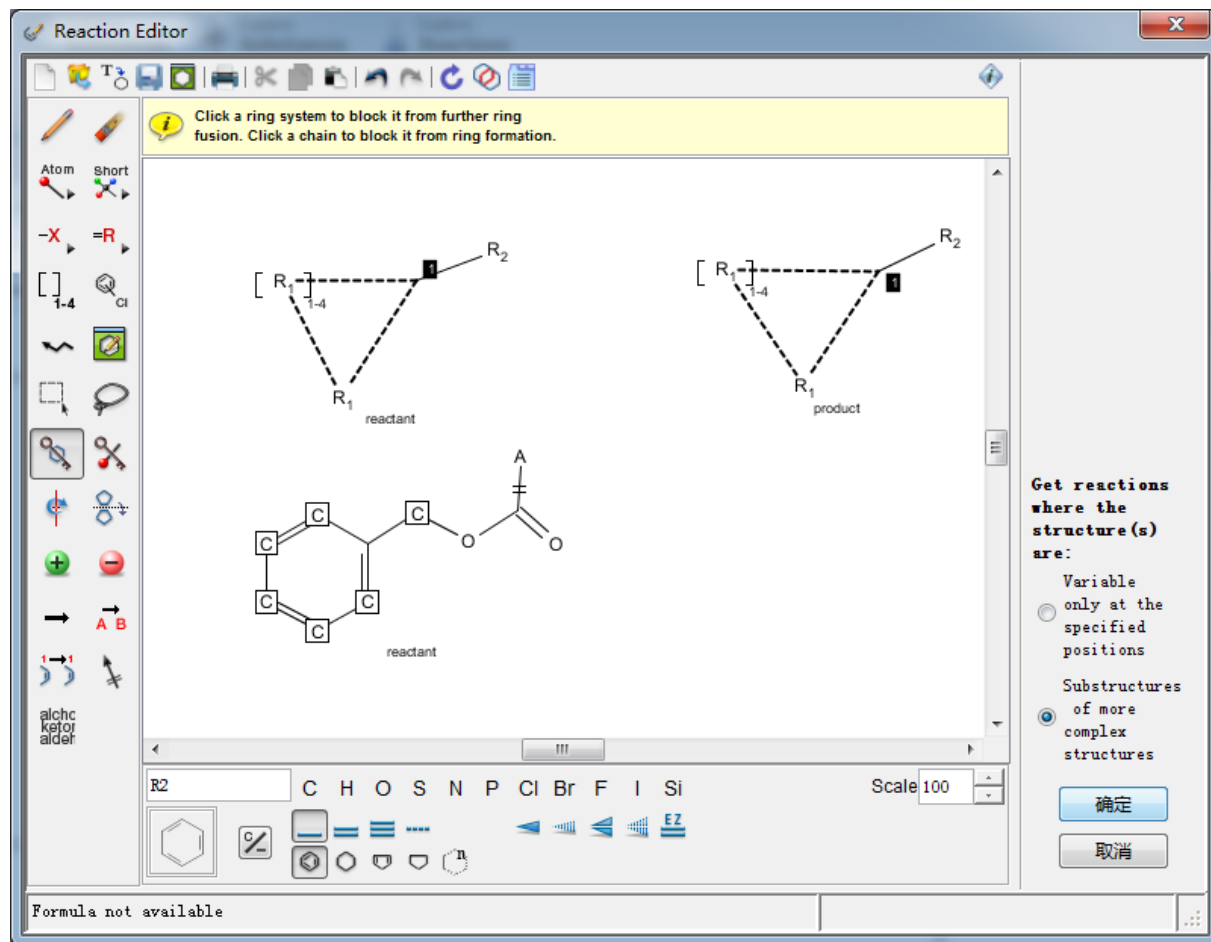 Reaction Editor
T
Click a ring system to block it from further ring
fusion. Click a chain to block it from ring formation.
Atom Short
-X =R
[ ] 1-4 Cl
A B
1 1
alcho
ketor
aldeh
[ R1 ] 1-4
1
R2
R1
reactant
[ R1 ] 1-4
1
R2
R1
product
A
C C
C O O
C C
C
reactant
Get reactions
where the
structure(s)
are:
Variable
only at the
specified
positions
Substructures
of more
complex
structures
确定
取消
R2 C H O S N P Cl Br F I Si Scale 100
C EZ
n
Formula not available